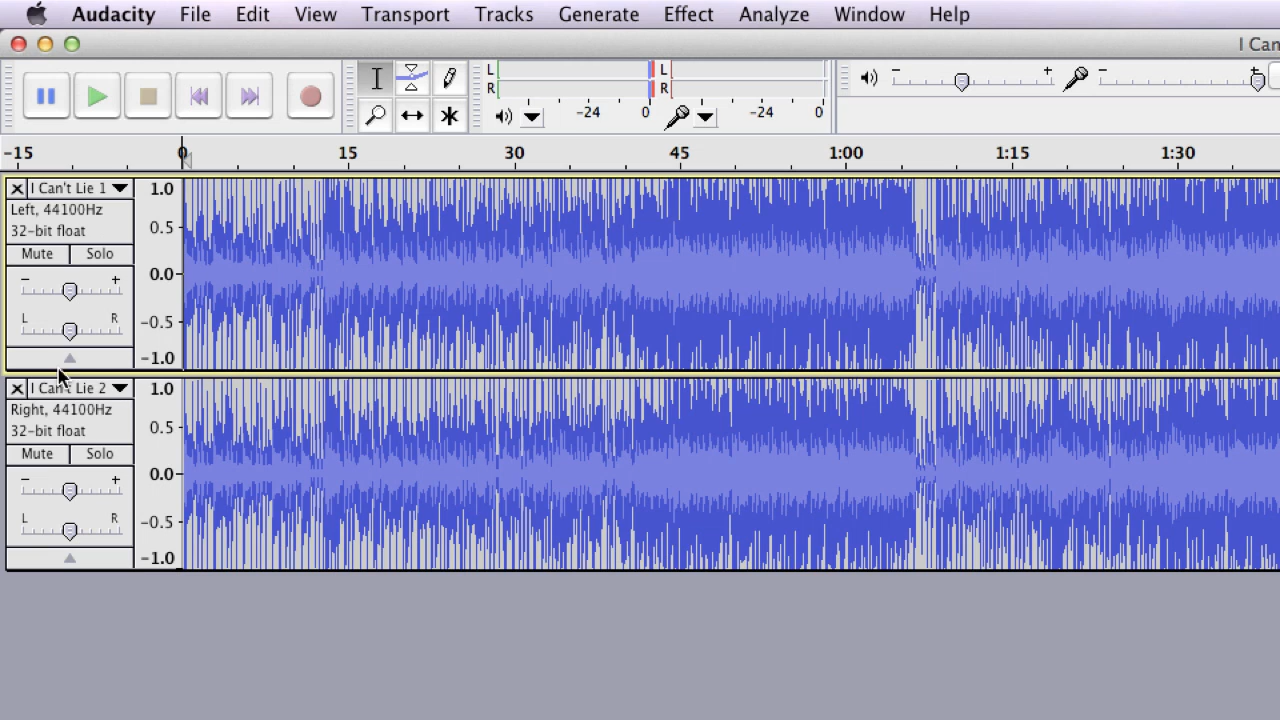 Audacity File Edit View Transport Tracks Generate Effect Analyze Window Help
I Can
L L
R R
-24 0 -24 0
- + - +
-15 0 15 30 45 1:00 1:15 1:30
I Can't Lie 1 1.0
Left, 44100Hz 0.5
32-bit float
Mute Solo
0.0
- +
L R -0.5
-1.0
I Can't Lie 2 1.0
Right, 44100Hz 0.5
32-bit float
Mute Solo
0.0
- +
L R -0.5
-1.0